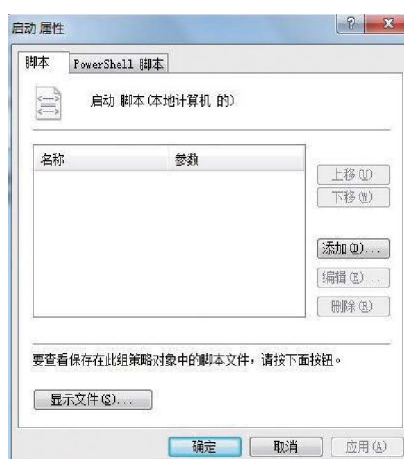 启动 属性
脚本 PowerShell 脚本
启动 脚本(本地计算机 的)
名称 参数
上移(U)
下移(W)
添加(D)...
编辑(E)...
删除(R)
要查看保存在此组策略对象中的脚本文件，请按下面按钮。
显示文件(S)...
确定 取消 应用(A)